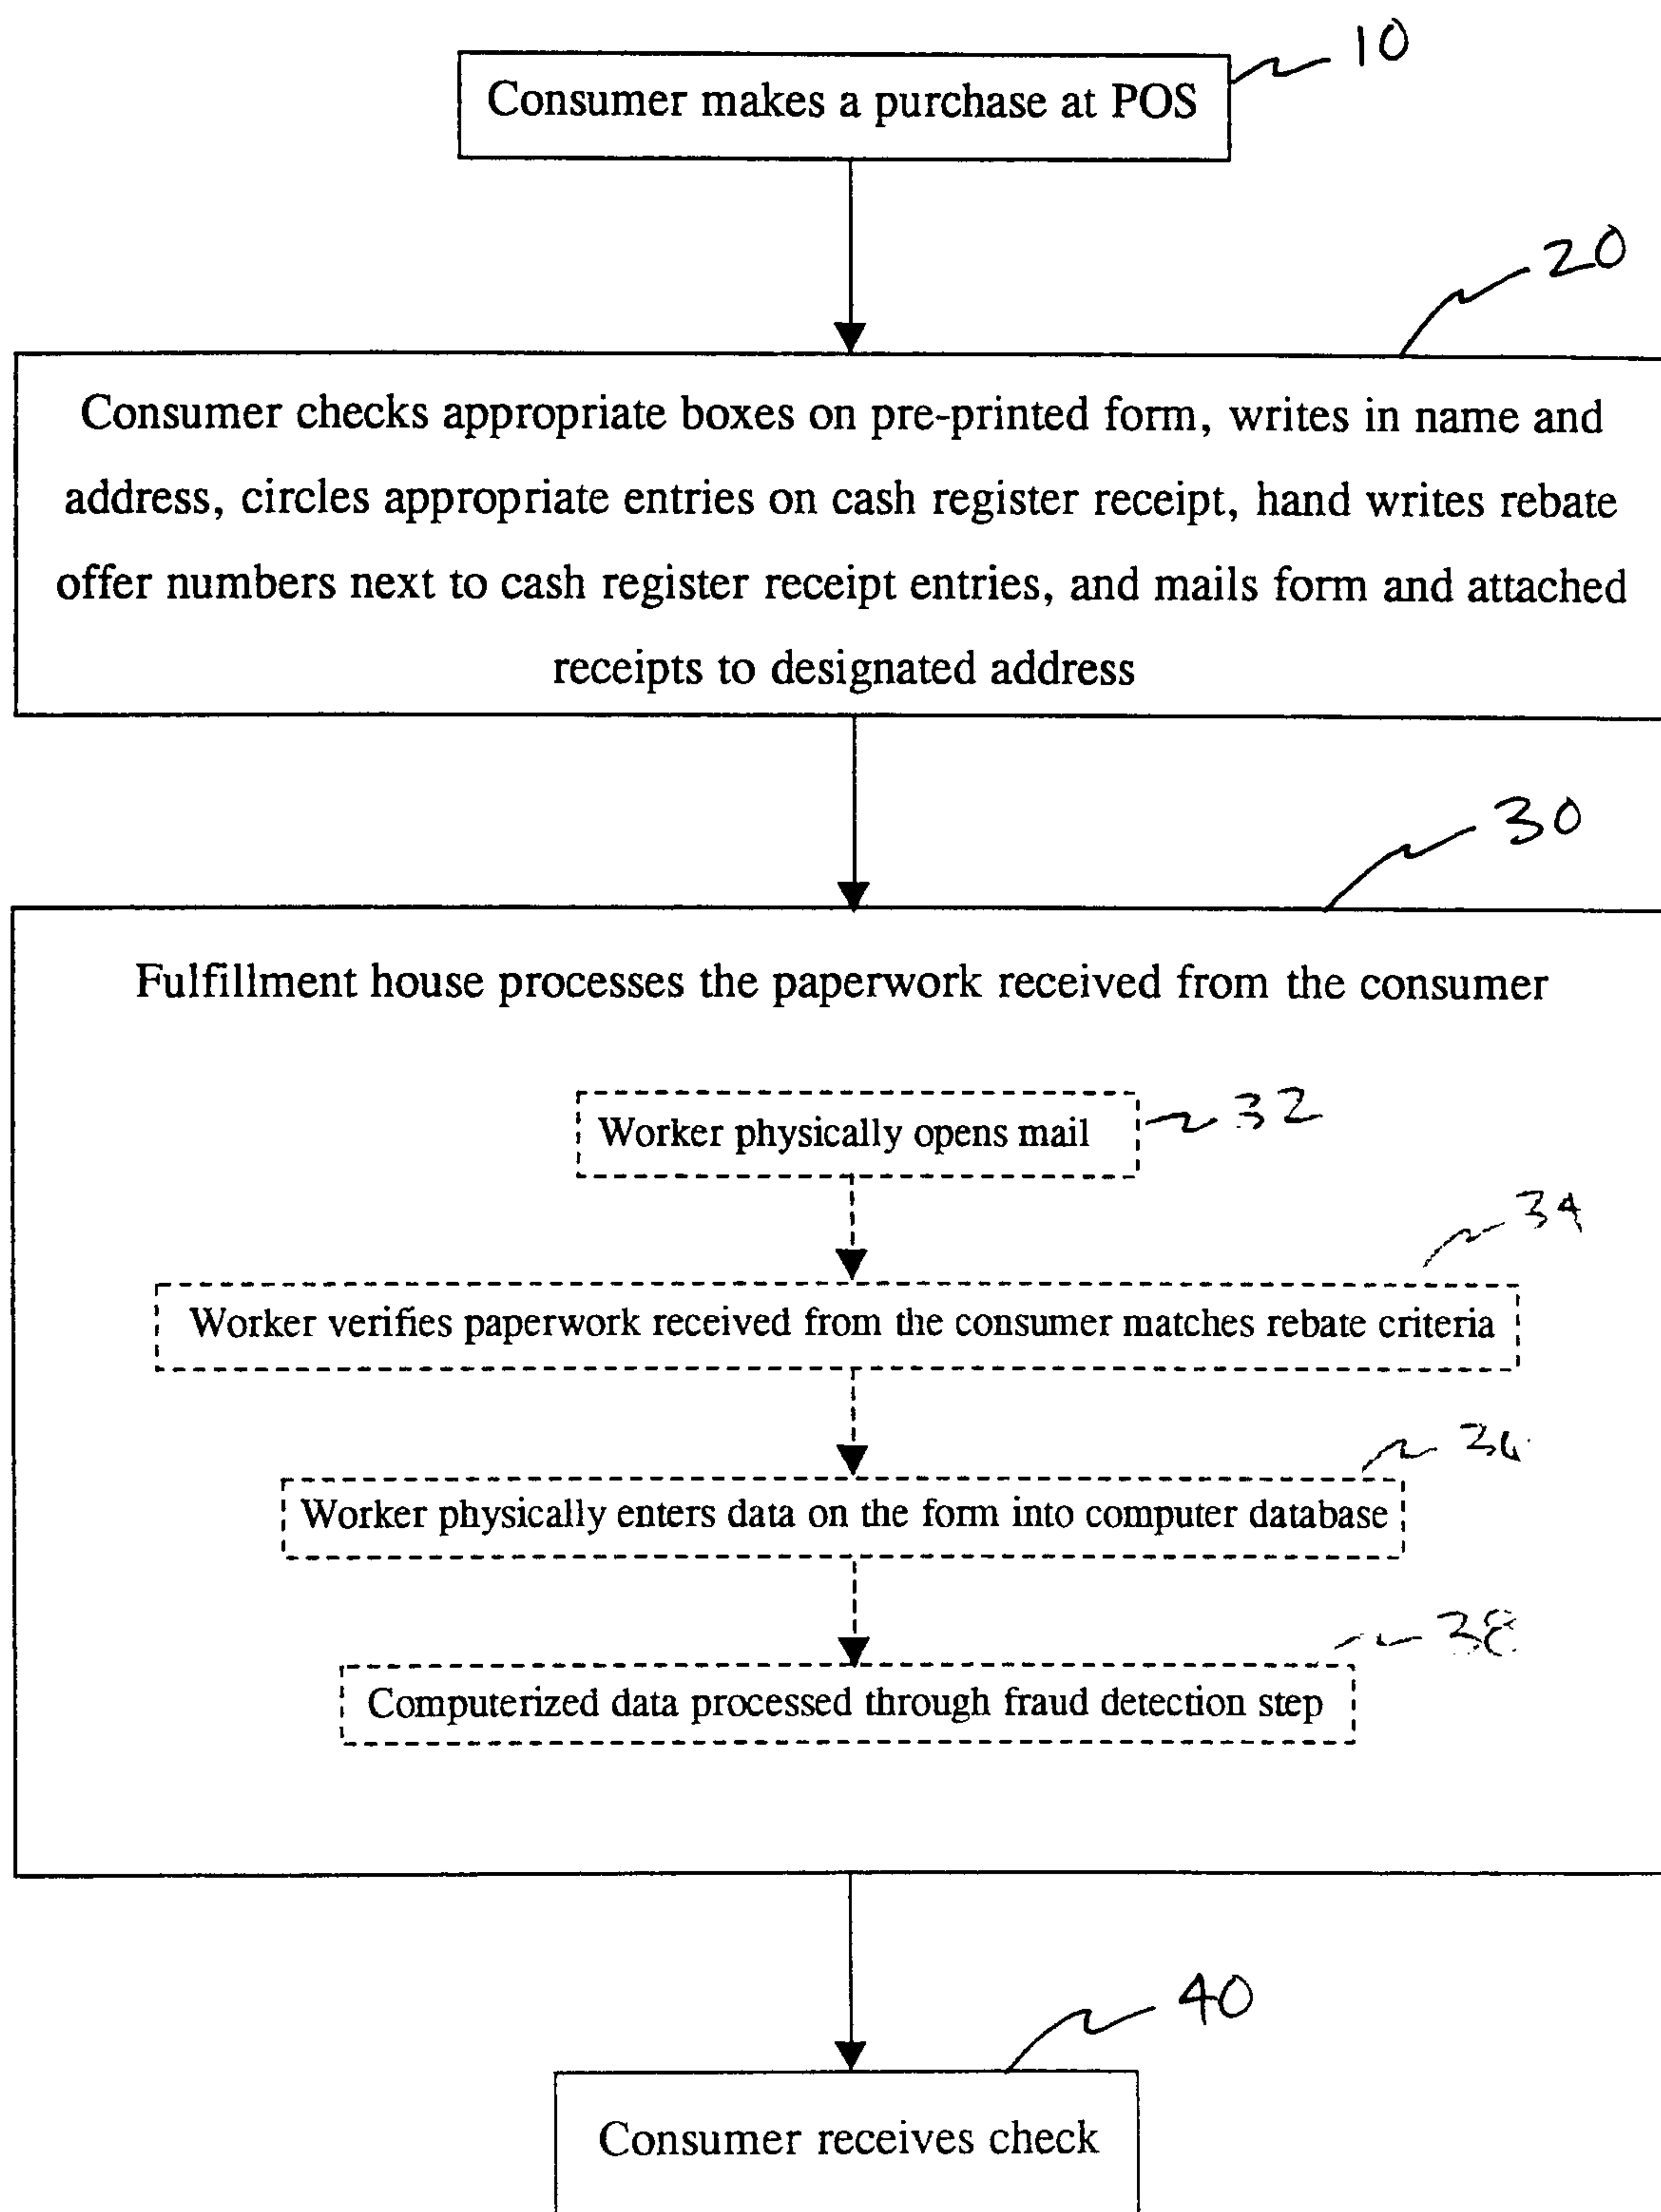 10
Consumer makes a purchase at POS
20
Consumer checks appropriate boxes on pre-printed form, writes in name and
address, circles appropriate entries on cash register receipt, hand writes rebate
offer numbers next to cash register receipt entries, and mails form and attached
receipts to designated address
30
Fulfillment house processes the paperwork received from the consumer
Worker physically opens mail
32
34
Worker verifies paperwork received from the consumer matches rebate criteria
36
Worker physically enters data on the form into computer database
38
Computerized data processed through fraud detection step
40
Consumer receives check